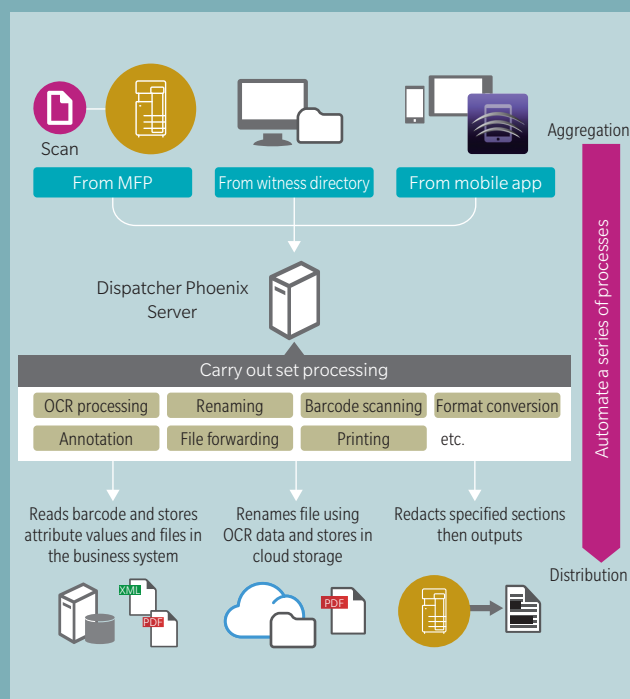 Scan
From MFP
From witness directory
From mobile app
Aggregation
Automate a series of processes
Dispatcher Phoenix
Server
Carry out set processing
OCR processing
Renaming
Barcode scanning
Format conversion
Annotation
File forwarding
Printing
etc.
Reads barcode and stores
attribute values and files in
the business system
Renames file using
OCR data and stores in
cloud storage
Redacts specified sections
then outputs
Distribution
XML
PDF
PDF